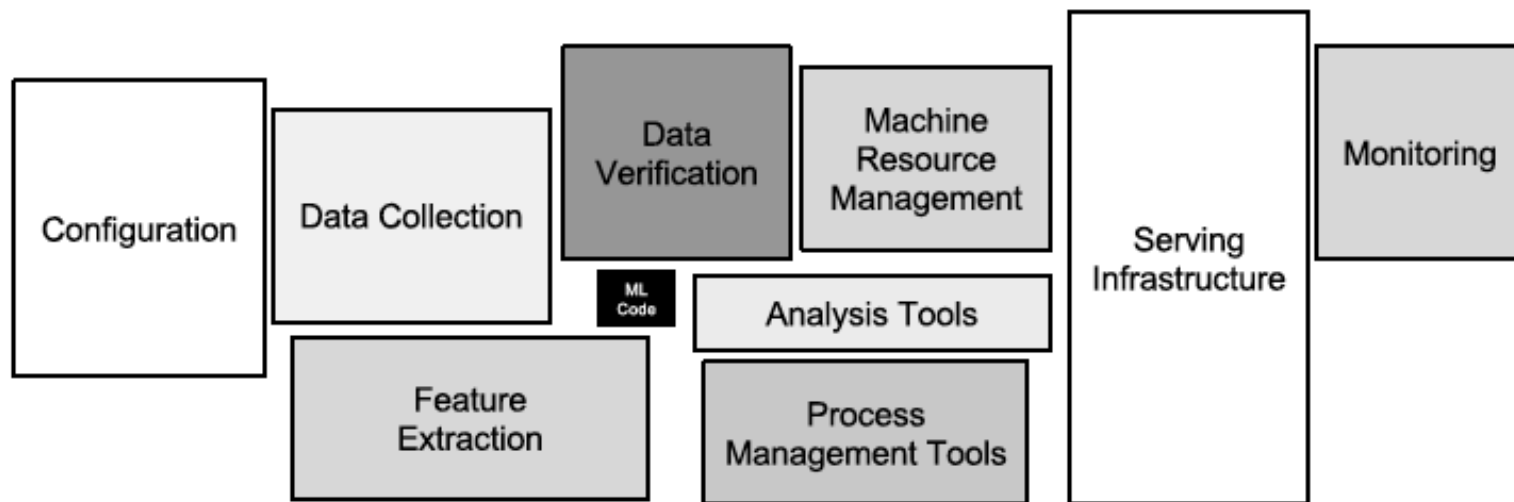 Configuration
Data Collection
Data
Verification
Machine
Resource
Management
Monitoring
Serving
Infrastructure
ML
Code
Analysis Tools
Feature
Extraction
Process
Management Tools